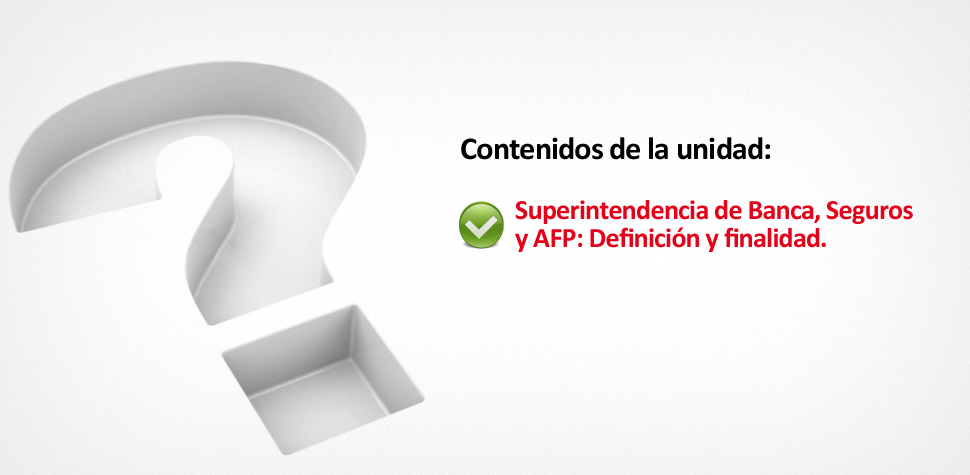 Contenidos de la unidad:
Superintendencia de Banca, Seguros
y AFP: Definición y finalidad.